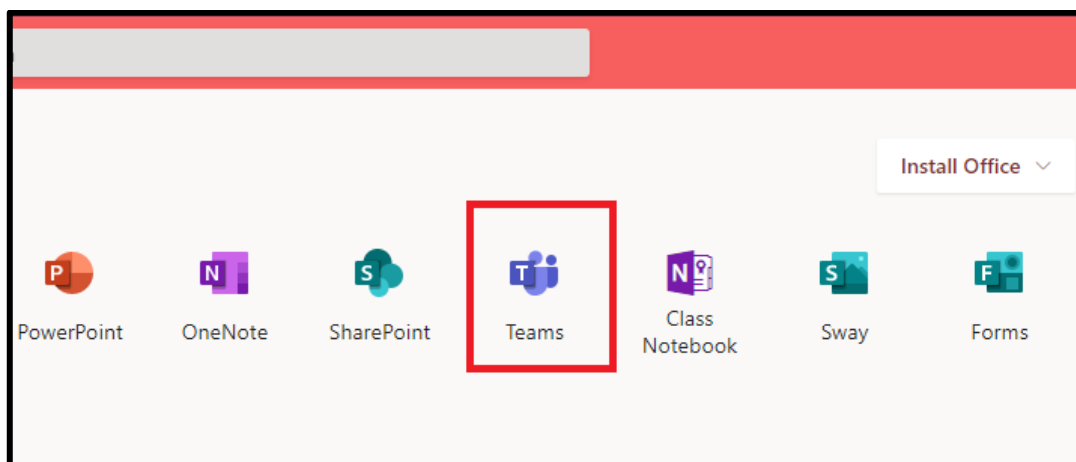 Install Office
P
N
S
T
N
S
F
PowerPoint
OneNote
SharePoint
Teams
Class
Notebook
Sway
Forms